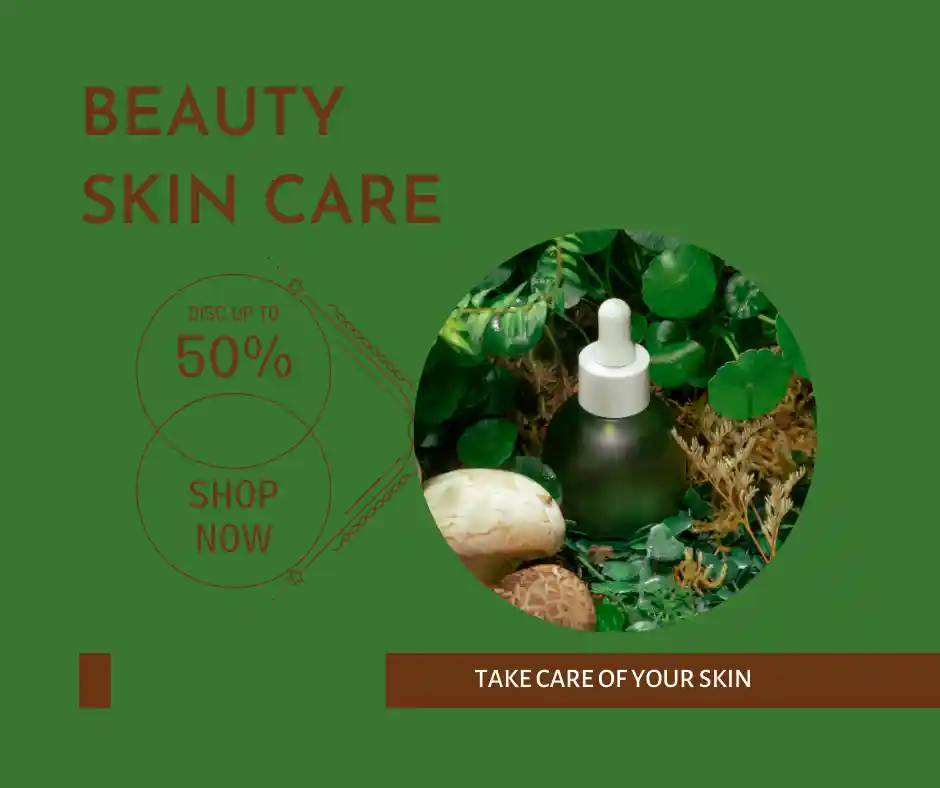 BEAUTY
SKIN CARE
DISC UP TO
50%
SHOP
NOW
TAKE CARE OF YOUR SKIN